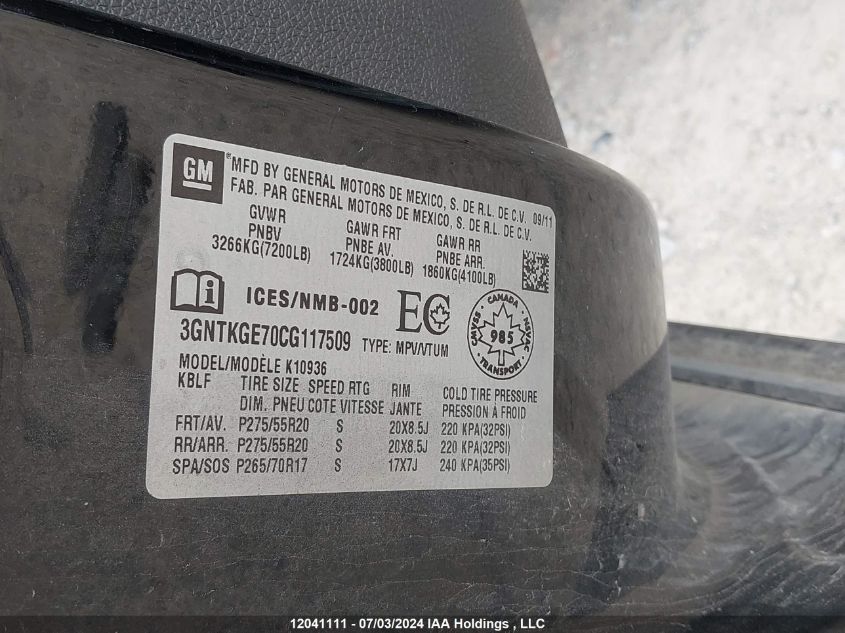 GM
®MFD BY GENERAL MOTORS DE MEXICO, S. DE R.L. DE C.V. 09/11
FAB. PAR GENERAL MOTORS DE MEXICO, S. DE R.L. DE C.V.
GVWR GAWR FRT GAWR RR
PNBV PNBE AV. PNBE ARR.
3266KG(7200LB) 1724KG(3800LB) 1860KG(4100LB)
i ICES/NMB-002 EC
CANADA
NSVAC
985
TRANSPORT
CMVSS
3GNTKGE70CG117509 TYPE: MPV/VTUM
MODEL/MODÈLE K10936
KBLF TIRE SIZE SPEED RTG RIM COLD TIRE PRESSURE
DIM. PNEU COTE VITESSE JANTE PRESSION À FROID
FRT/AV. P275/55R20 S 20X8.5J 220 KPA(32PSI)
RR/ARR. P275/55R20 S 20X8.5J 220 KPA(32PSI)
SPA/SOS P265/70R17 S 17X7J 240 KPA(35PSI)
12041111 - 07/03/2024 IAA Holdings , LLC